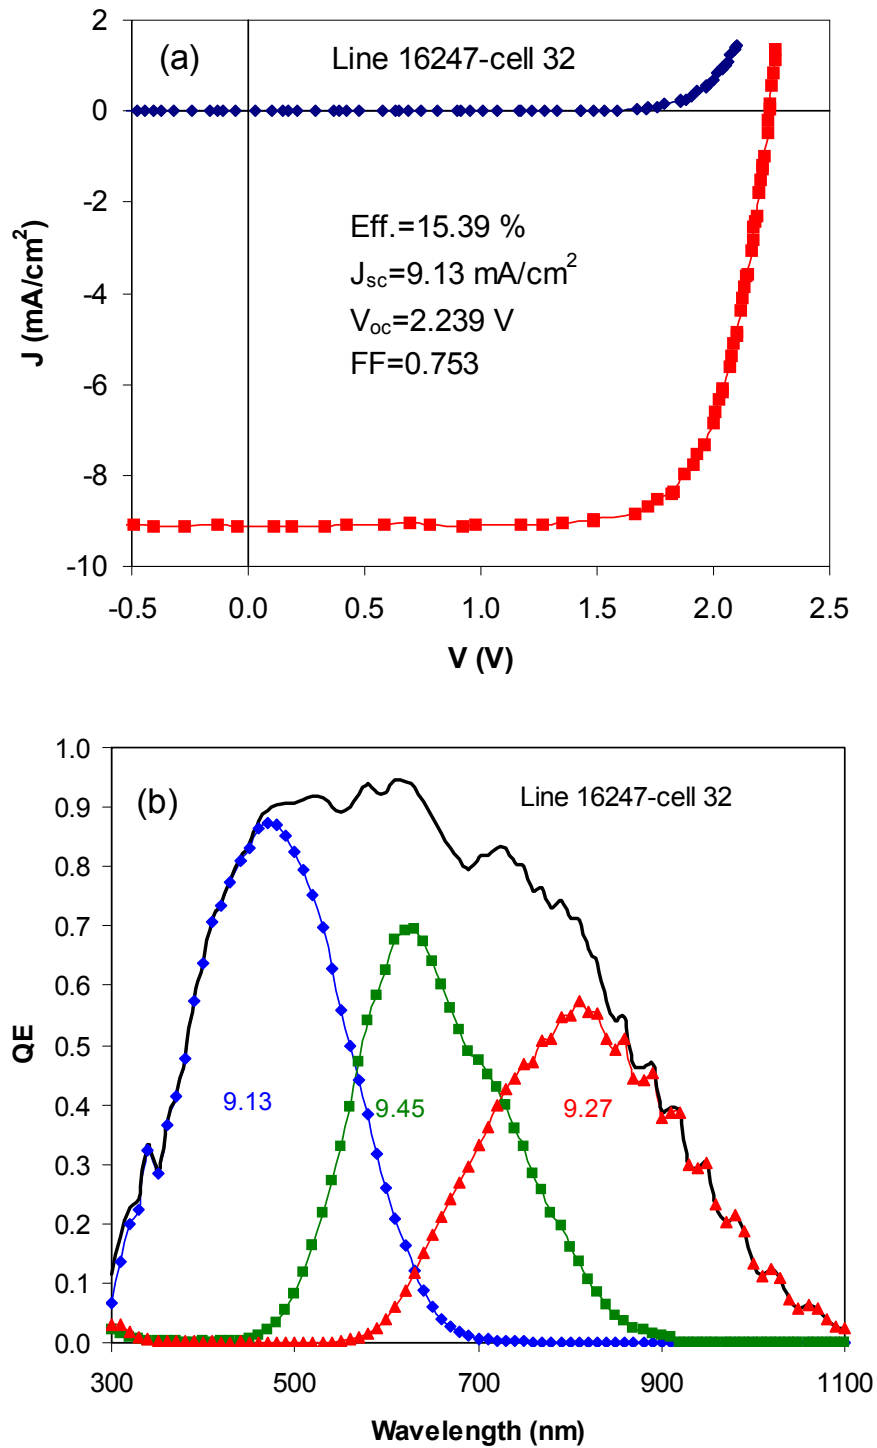 (a)
Line 16247-cell 32
2
0
-2
-4
-6
-8
-10
J (mA/cm²)
Eff.=15.39 %
Jsc=9.13 mA/cm²
Voc=2.239 V
FF=0.753
-0.5 0.0 0.5 1.0 1.5 2.0 2.5
V (V)
(b)
Line 16247-cell 32
1.0
0.9
0.8
0.7
0.6
0.5
0.4
0.3
0.2
0.1
0.0
QE
9.13 9.45 9.27
300 500 700 900 1100
Wavelength (nm)